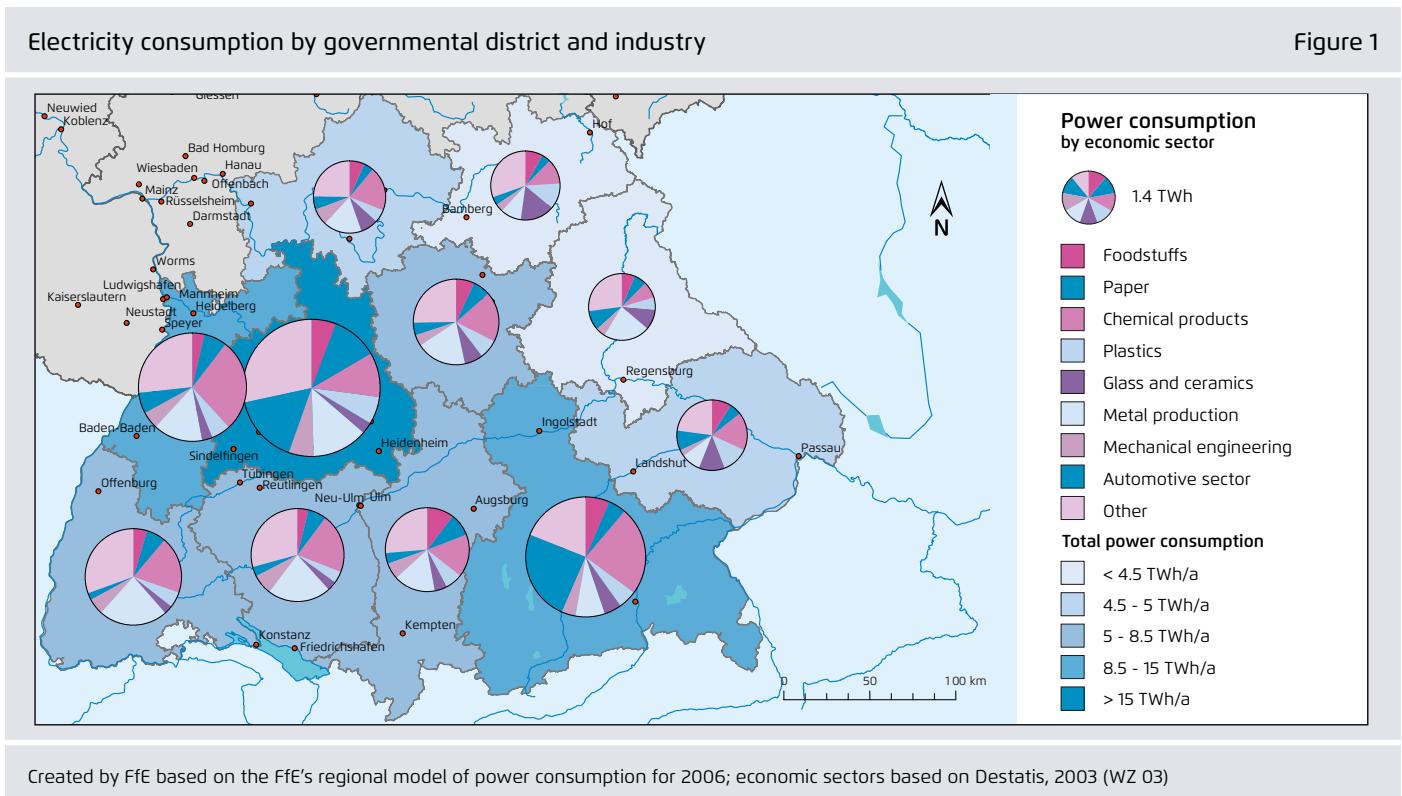 Electricity consumption by governmental district and industry
Figure 1
Giessen
Neuwied
Koblenz
Hof
Bad Homburg
Wiesbaden
Hanau
Mainz
Offenbach
Rüsselsheim
Darmstadt
Bamberg
Worms
Ludwigshafen
Mannheim
Kaiserslautern
Heidelberg
Neustadt
Speyer
Regensburg
Baden-Baden
Ingolstadt
Heidenheim
Sindelfingen
Passau
Landshut
Tübingen
Offenburg
Reutlingen
Neu-Ulm Ulm
Augsburg
Kempten
Konstanz
Friedrichshafen
N
0 50 100 km
Power consumption
by economic sector
1.4 TWh
Foodstuffs
Paper
Chemical products
Plastics
Glass and ceramics
Metal production
Mechanical engineering
Automotive sector
Other
Total power consumption
< 4.5 TWh/a
4.5 - 5 TWh/a
5 - 8.5 TWh/a
8.5 - 15 TWh/a
> 15 TWh/a
Created by FfE based on the FfE's regional model of power consumption for 2006; economic sectors based on Destatis, 2003 (WZ 03)